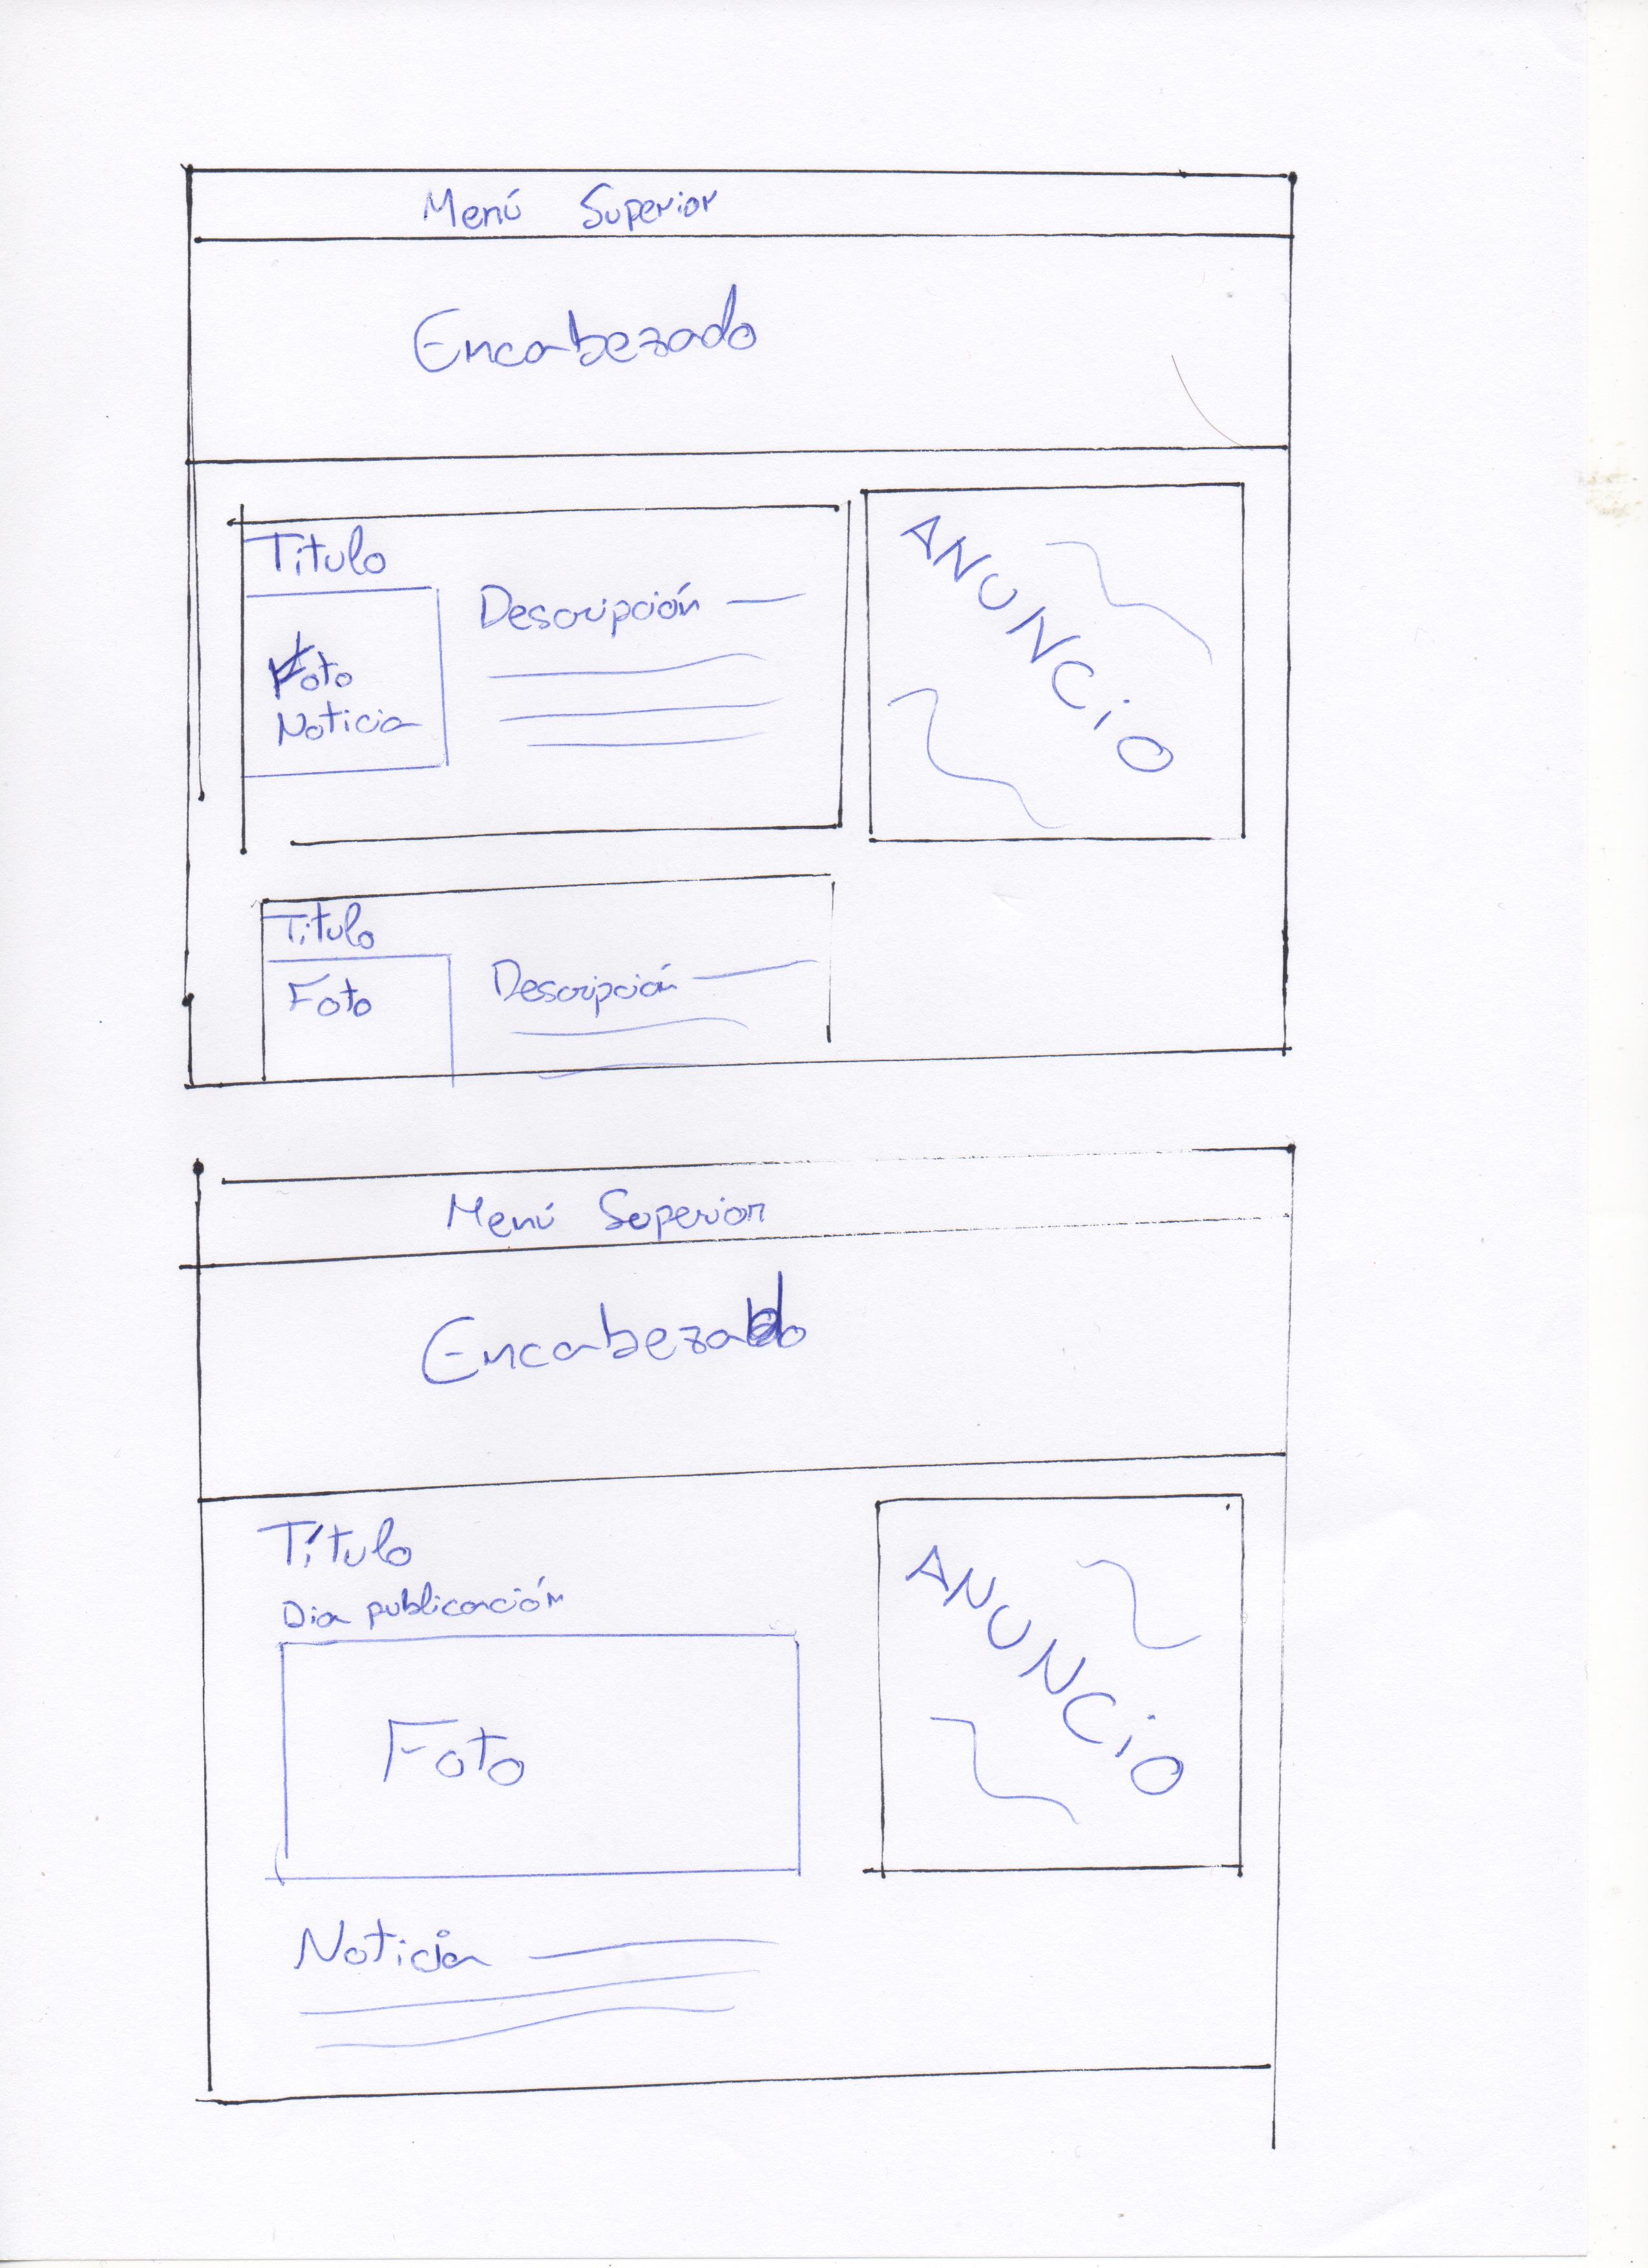 Menú Superior
Encabezado
Titulo
Foto
Noticia
Descripción
ANUNCiO
Titulo
Foto
Descripción
Menú Superior
Encabezado
Título
Dia publicación
Foto
Noticia
ANUNCiO